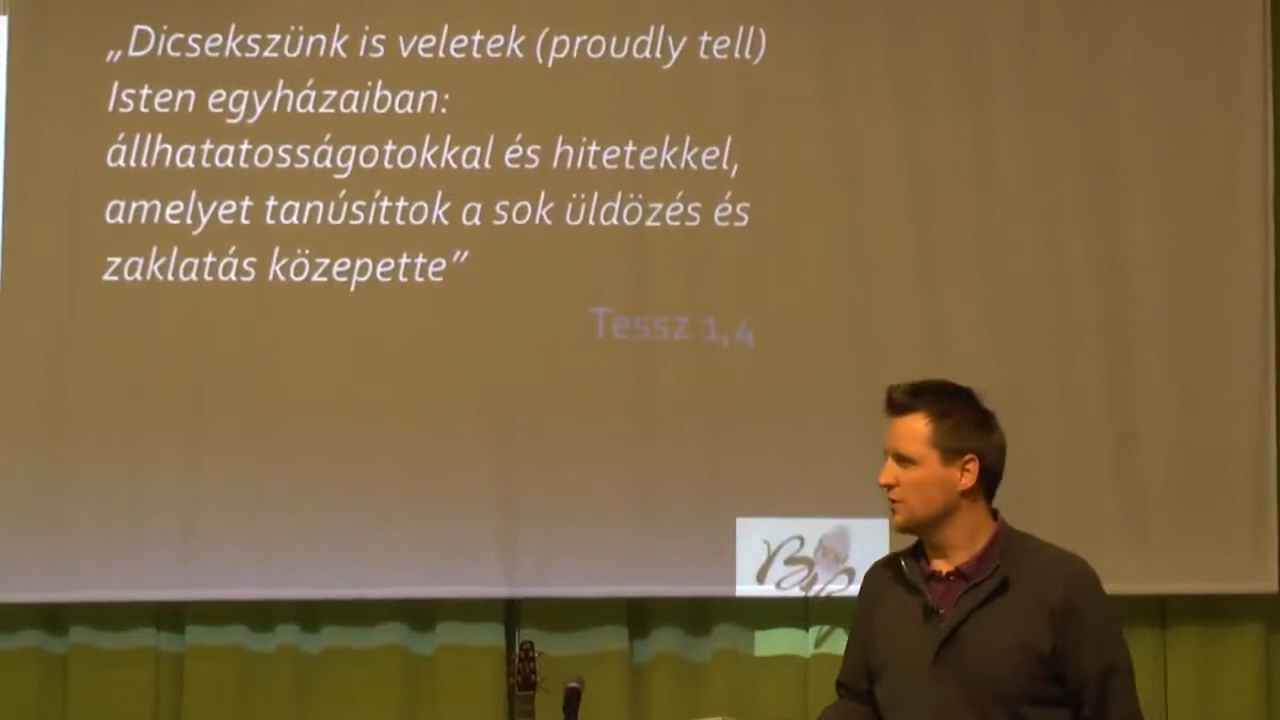 „Dicsekszünk is veletek (proudly tell)
Isten egyházaiban:
állhatatosságotokkal és hitetekkel,
amelyet tanúsíttok a sok üldözés és
zaklatás közepette”
Tessz 1,4